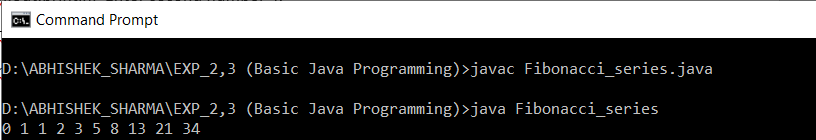 Command Prompt
D:\ABHISHEK_SHARMA\EXP_2,3 (Basic Java Programming)>javac Fibonacci_series.java
D:\ABHISHEK_SHARMA\EXP_2,3 (Basic Java Programming)>java Fibonacci_series
0 1 1 2 3 5 8 13 21 34